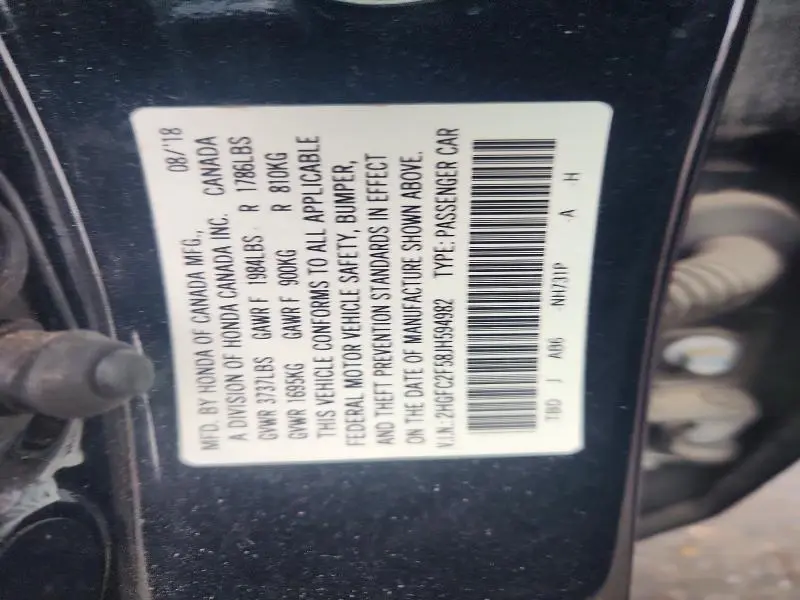 MFD. BY HONDA OF CANADA MFG., 08/'18
A DIVISION OF HONDA CANADA INC. CANADA
GVWR 3737LBS GAWR F 1984LBS R 1786LBS
GVWR 1695KG GAWR F 900KG R 810KG
THIS VEHICLE CONFORMS TO ALL APPLICABLE
FEDERAL MOTOR VEHICLE SAFETY, BUMPER,
AND THEFT PREVENTION STANDARDS IN EFFECT
ON THE DATE OF MANUFACTURE SHOWN ABOVE.
V.I.N.: 2HGFC2F58JH594982 TYPE: PASSENGER CAR
TBD J AB6 -NH731P -A -H